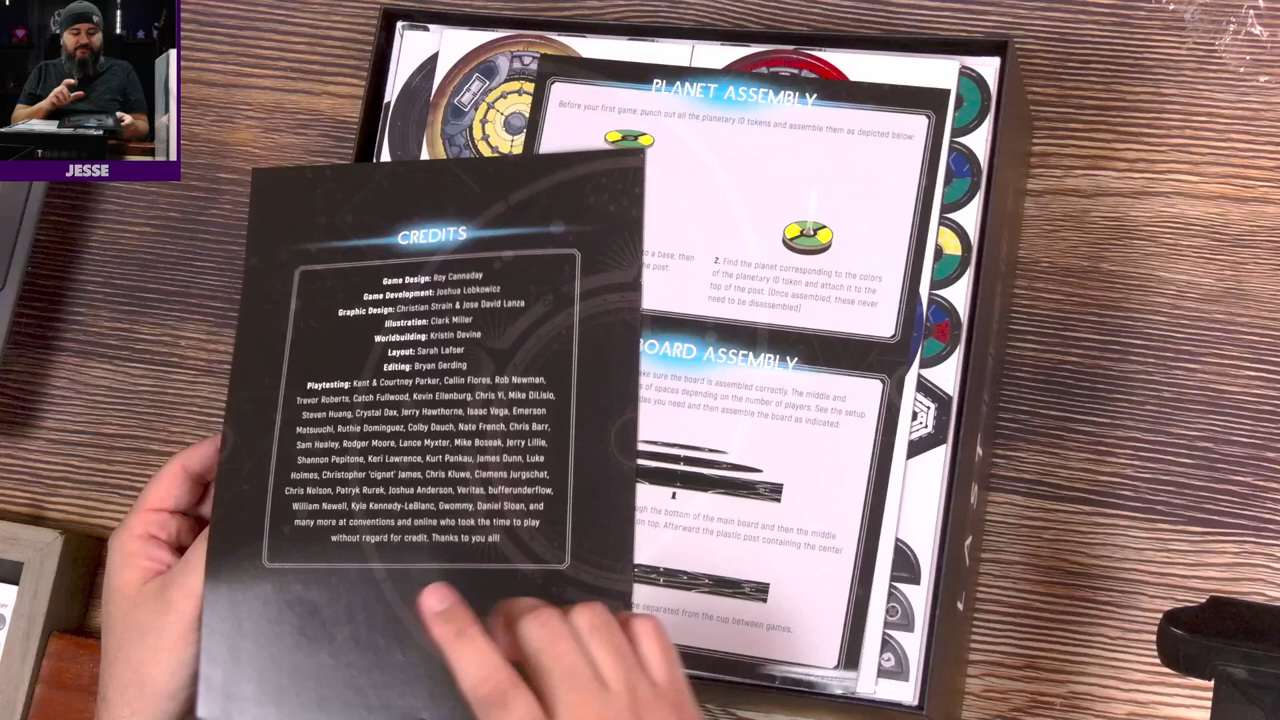 JESSE
CREDITS
Game Design: Roy Cannaday
Game Development: Joshua Lobkowicz
Graphic Design: Christian Strain & Jose David Lanza
Illustration: Clark Miller
Worldbuilding: Kristin Devine
Layout: Sarah Lafser
Editing: Bryan Gerding
Playtesting: Kent & Courtney Parker, Callin Flores, Rob Newman,
Trevor Roberts, Catch Fullwood, Kevin Ellenburg, Chris Yi, Mike DiLisio,
Steven Huang, Crystal Dax, Jerry Hawthorne, Isaac Vega, Emerson
Matsuuchi, Ruthie Dominguez, Colby Dauch, Nate French, Chris Barr,
Sam Healey, Rodger Moore, Lance Myxter, Mike Boseak, Jerry Lillie,
Shannon Pepitone, Keri Lawrence, Kurt Pankau, James Dunn, Luke
Holmes, Christopher 'cignet' James, Chris Kluwe, Clemens Jurgschat,
Chris Nelson, Patryk Rurek, Joshua Anderson, Veritas, bufferunderflow,
William Newell, Kyle Kennedy-LeBlanc, Gwommy, Daniel Sloan, and
many more at conventions and online who took the time to play
without regard for credit. Thanks to you all!
PLANET ASSEMBLY
Before your first game, punch out all the planetary ID tokens and assemble them as depicted below:
to a base, then
the post.
2. Find the planet corresponding to the colors
of the planetary ID token and attach it to the
top of the post. (Once assembled, these never
need to be disassembled)
BOARD ASSEMBLY
sure the board is assembled correctly. The middle and
of spaces depending on the number of players. See the setup
you need and then assemble the board as indicated:
the bottom of the main board and then the middle
on top. Afterward the plastic post containing the center
be separated from the cup between games.
LAST